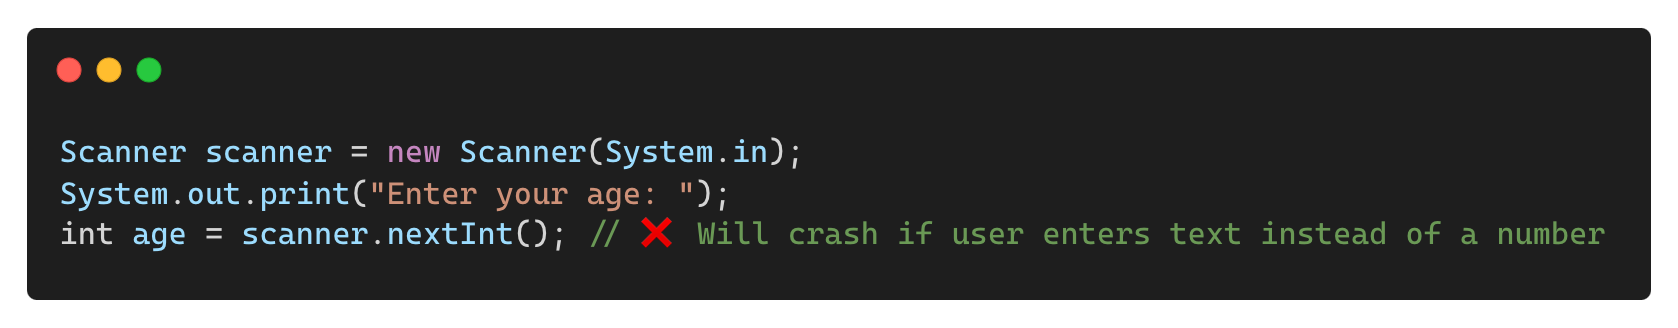 Scanner scanner = new Scanner(System.in);
System.out.print("Enter your age: ");
int age = scanner.nextInt(); // ❌ Will crash if user enters text instead of a number